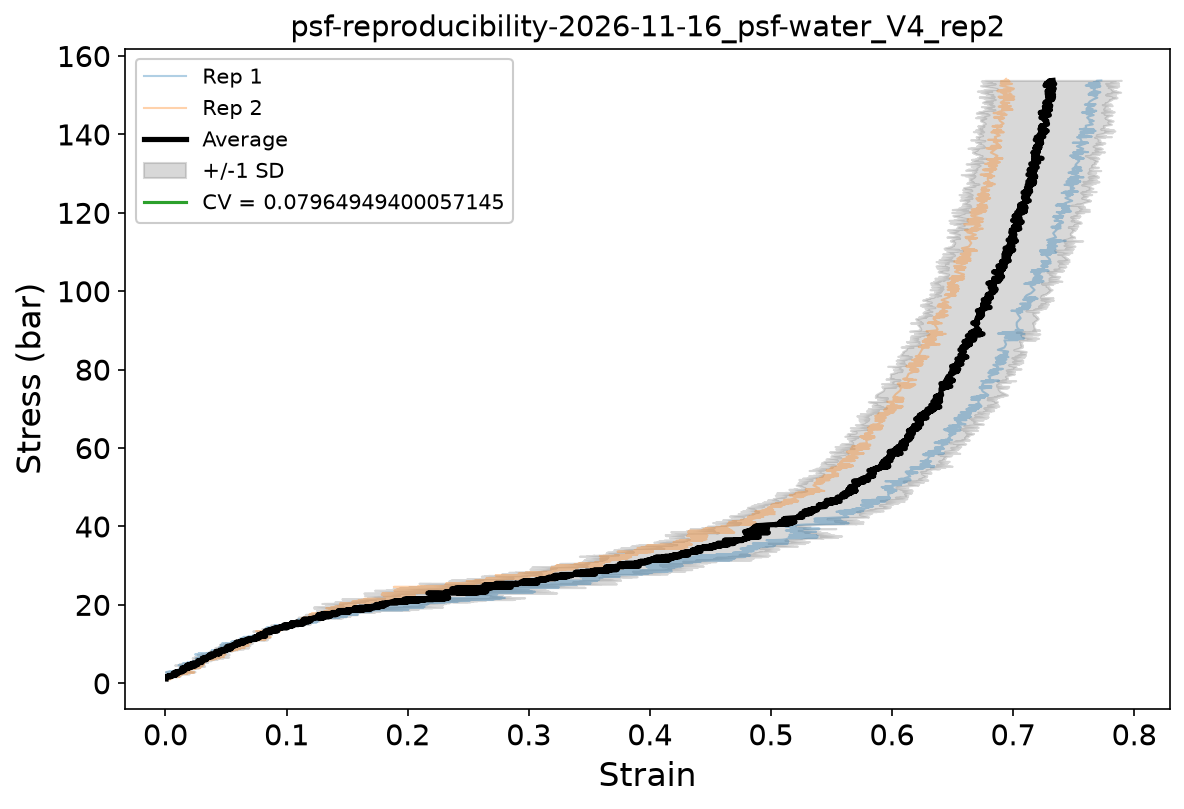 psf-reproducibility-2026-11-16_psf-water_V4_rep2
Rep 1
Rep 2
Average
+/-1 SD
CV = 0.07964949400057145
160
140
120
100
80
60
40
20
0
Stress (bar)
0.0 0.1 0.2 0.3 0.4 0.5 0.6 0.7 0.8
Strain